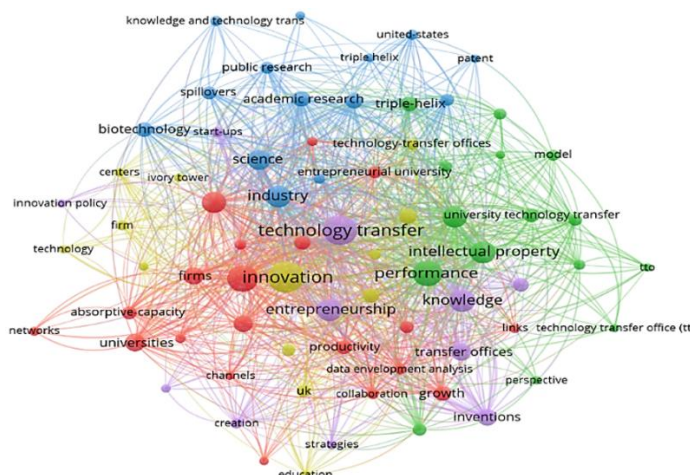 knowledge and technology trans
united-states
triple helix
patent
public research
spillovers
academic research
triple-helix
biotechnology
start-ups
technology-transfer offices
model
science
centers
ivory tower
entrepreneurial university
industry
innovation policy
firm
university technology transfer
technology transfer
technology
intellectual property
tto
firms
innovation
performance
knowledge
absorptive-capacity
entrepreneurship
networks
universities
links
technology transfer office (tt
productivity
transfer offices
data envelopment analysis
channels
perspective
uk
collaboration
growth
creation
inventions
strategies
education